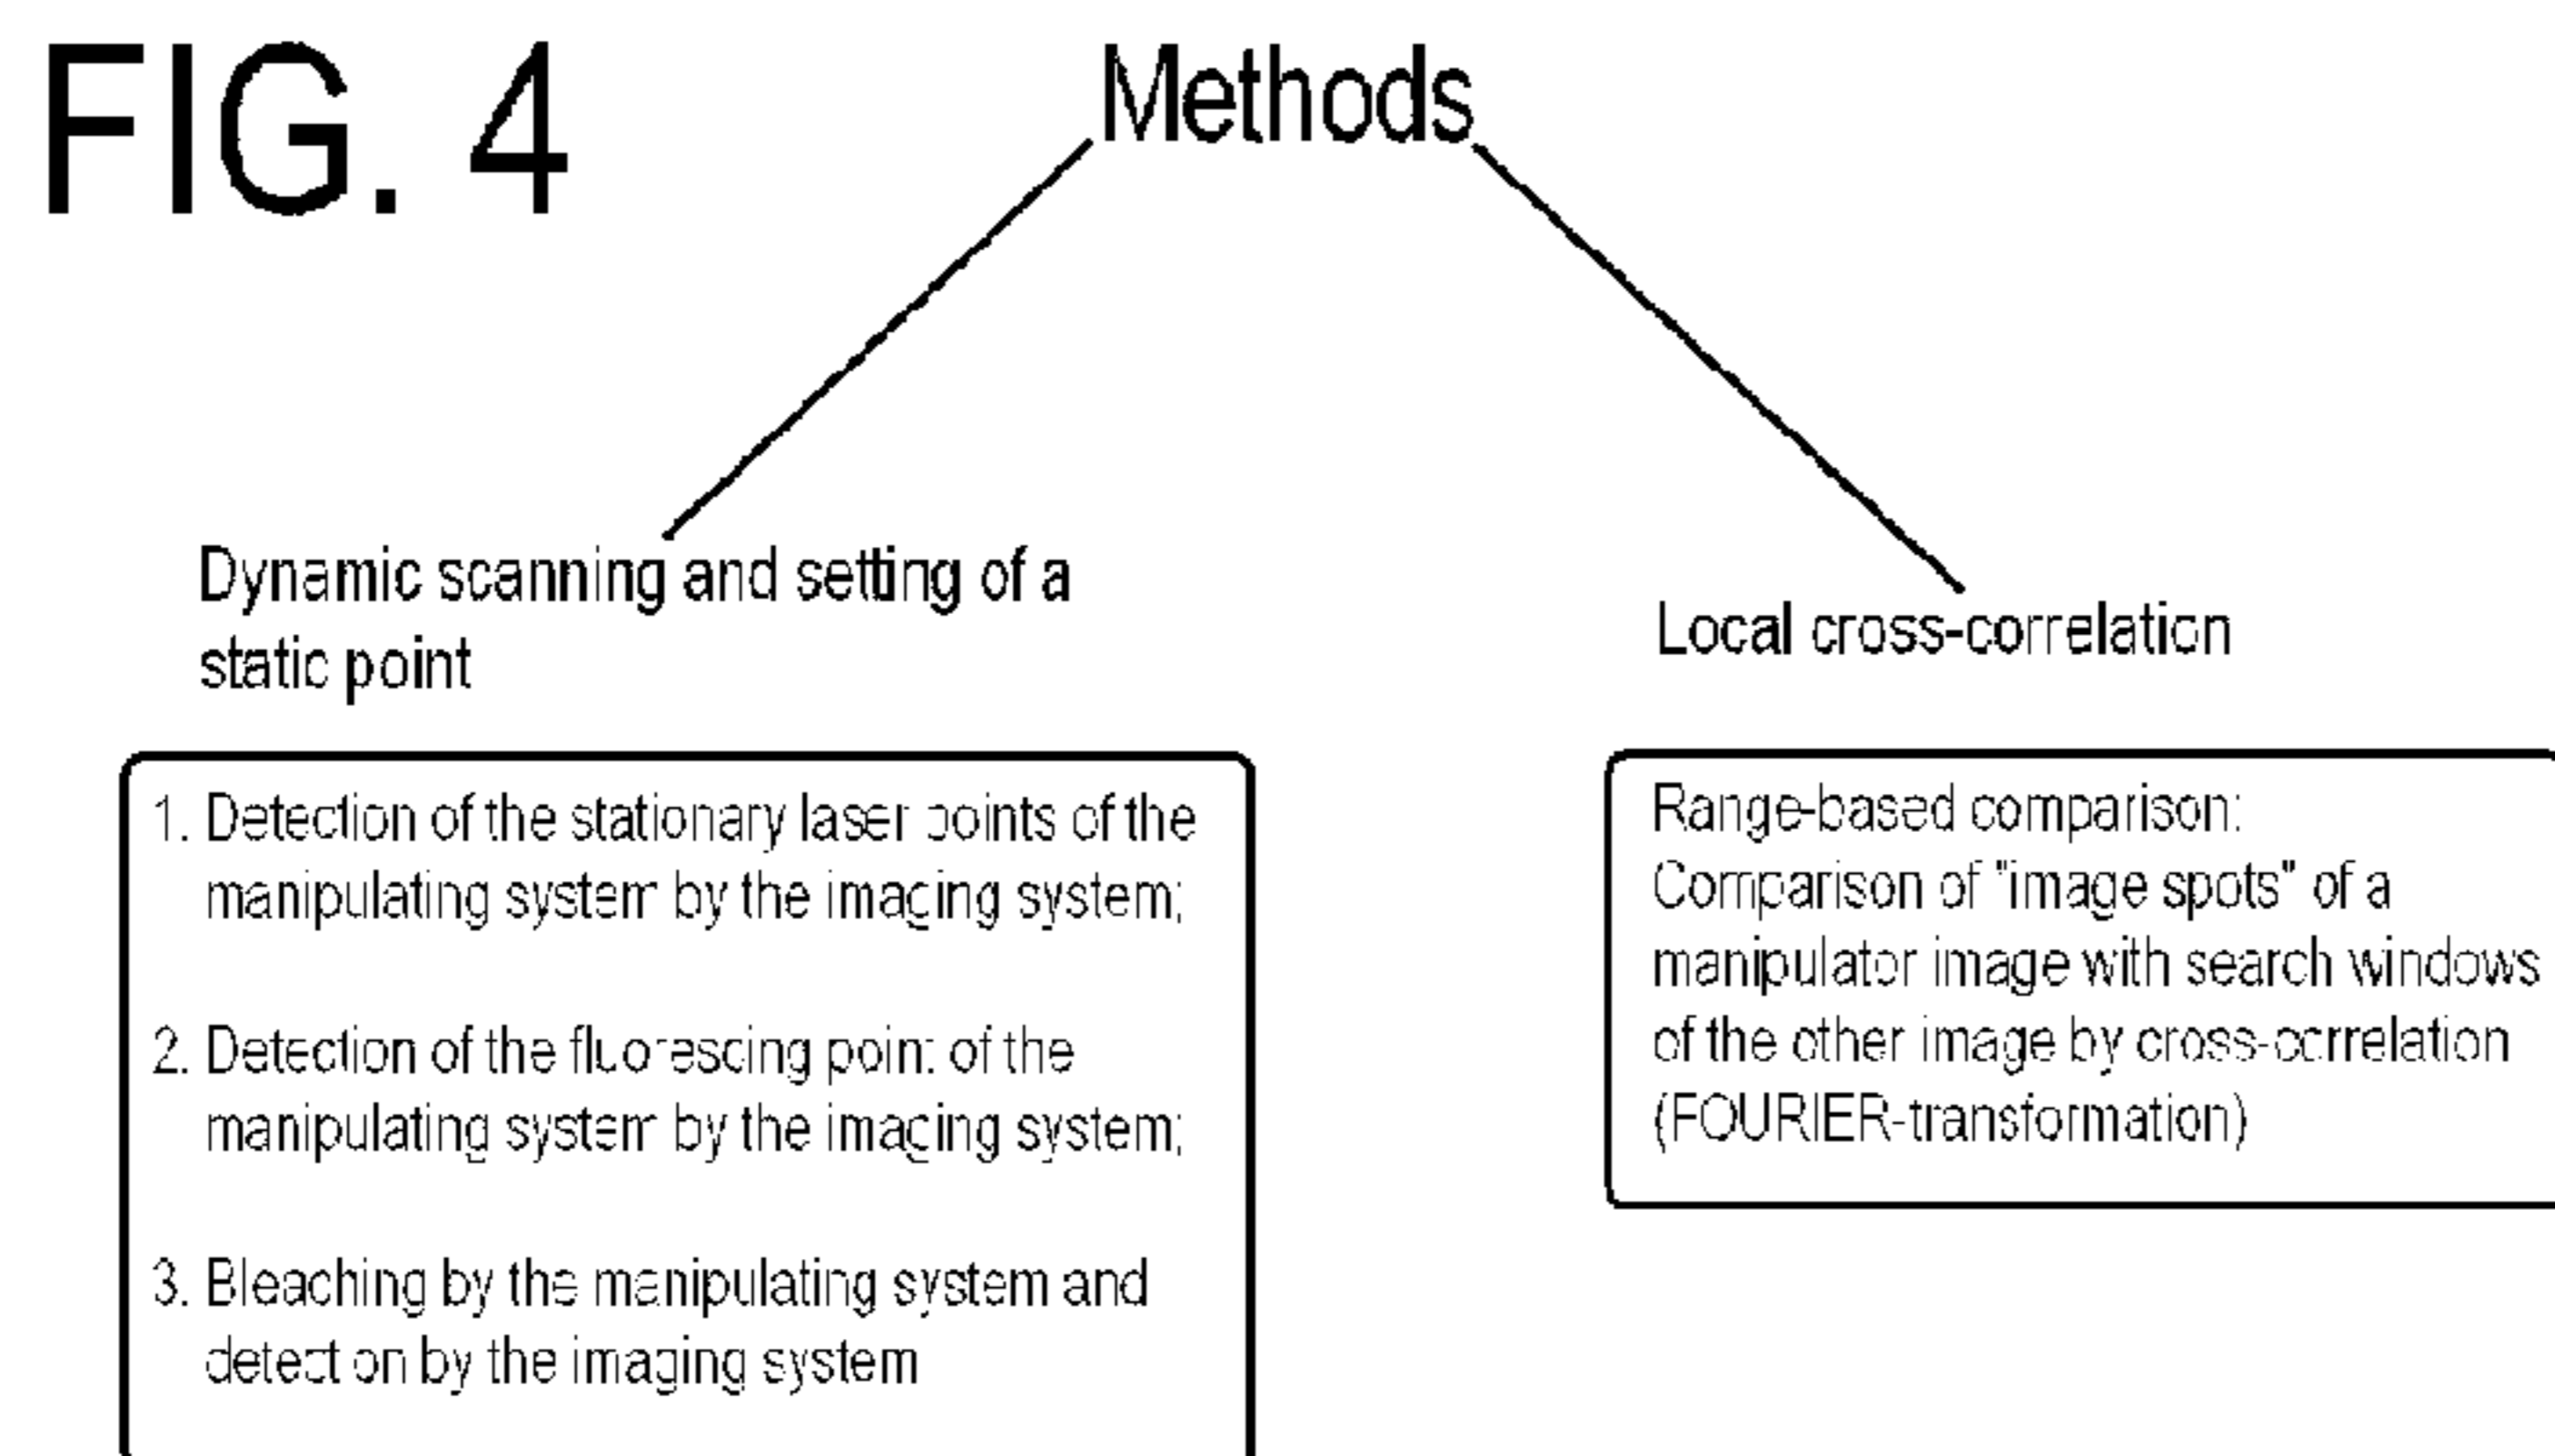 FIG. 4
Methods
Dynamic scanning and setting of a
static point
1. Detection of the stationary laser points of the
manipulating system by the imaging system;
2. Detection of the fluorescing point of the
manipulating system by the imaging system;
3. Bleaching by the manipulating system and
detection by the imaging system
Local cross-correlation
Range-based comparison:
Comparison of "image spots" of a
manipulator image with search windows
of the other image by cross-correlation
(FOURIER-transformation)